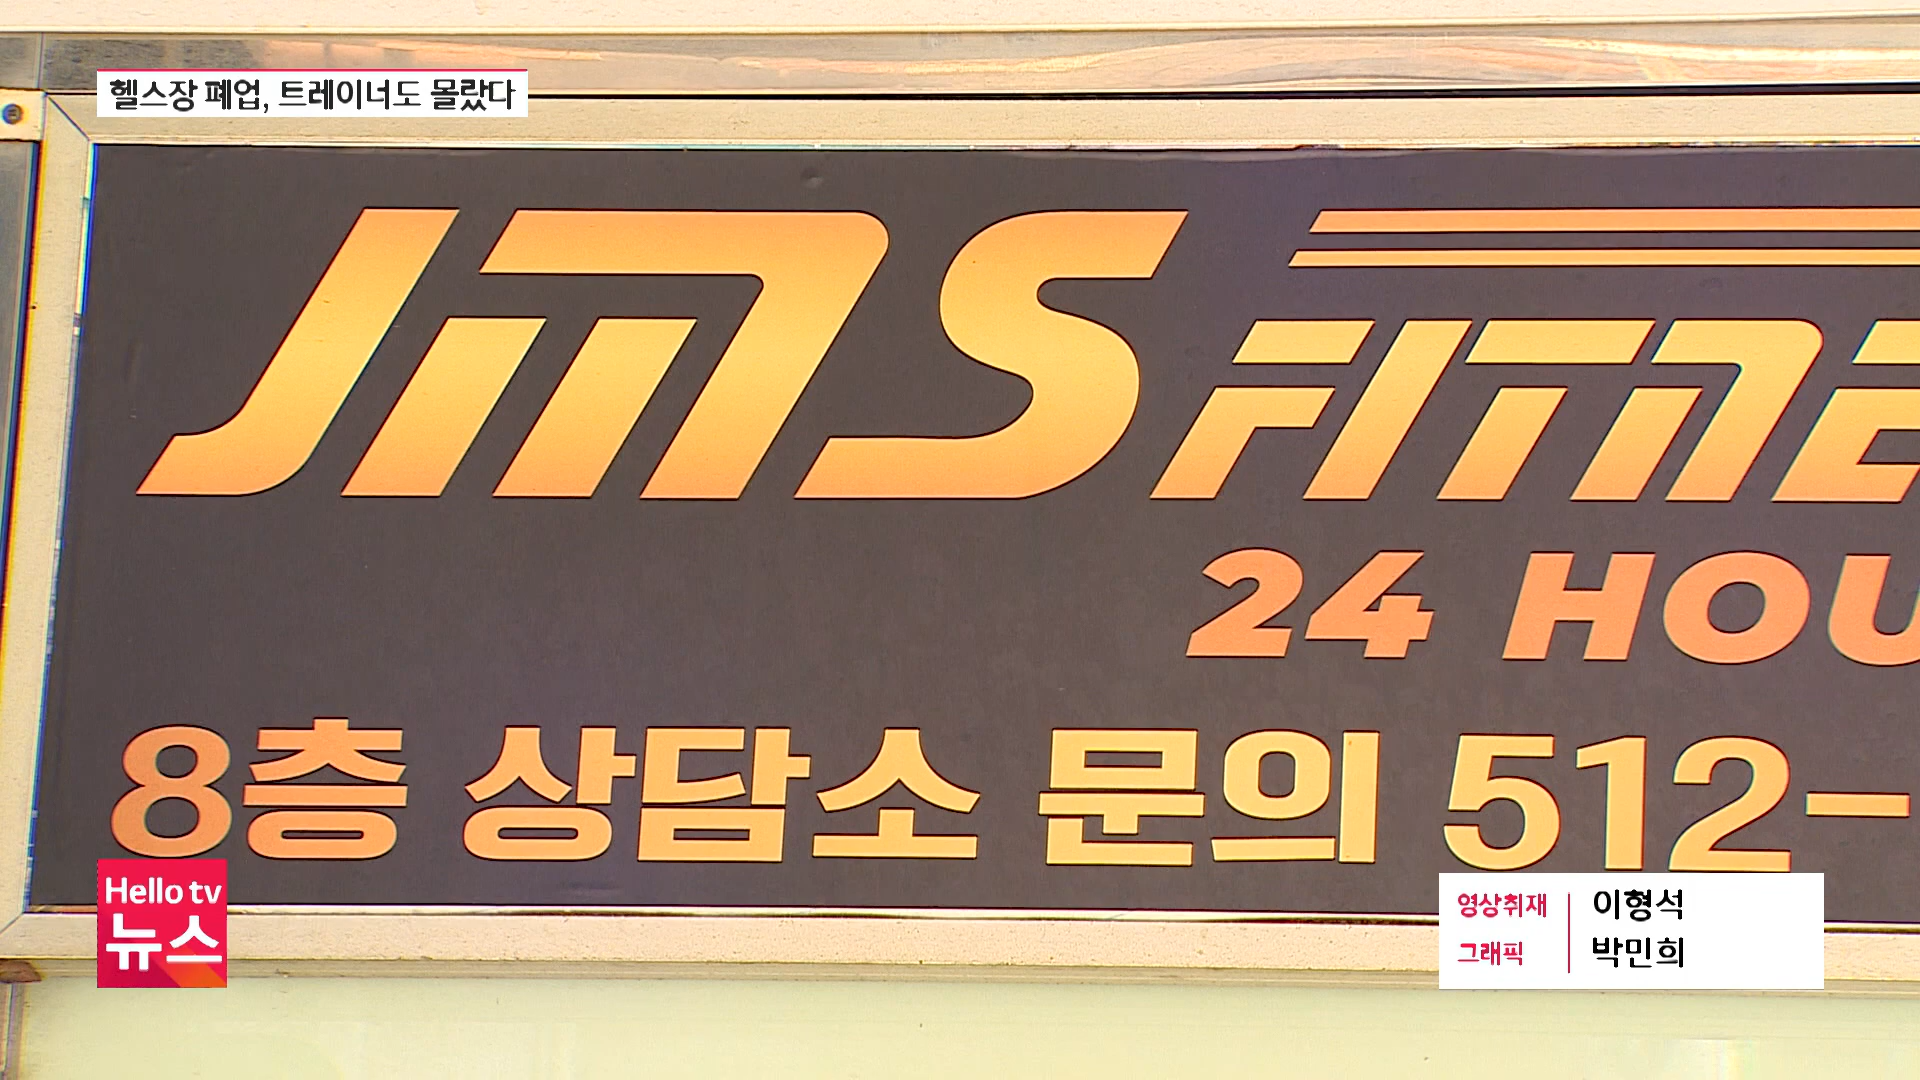 헬스장 폐업, 트레이너도 몰랐다
JMS FITNE
24 HOU
8층 상담소 문의 512-
Hello tv
뉴스
영상취재 이형석
그래픽 박민희